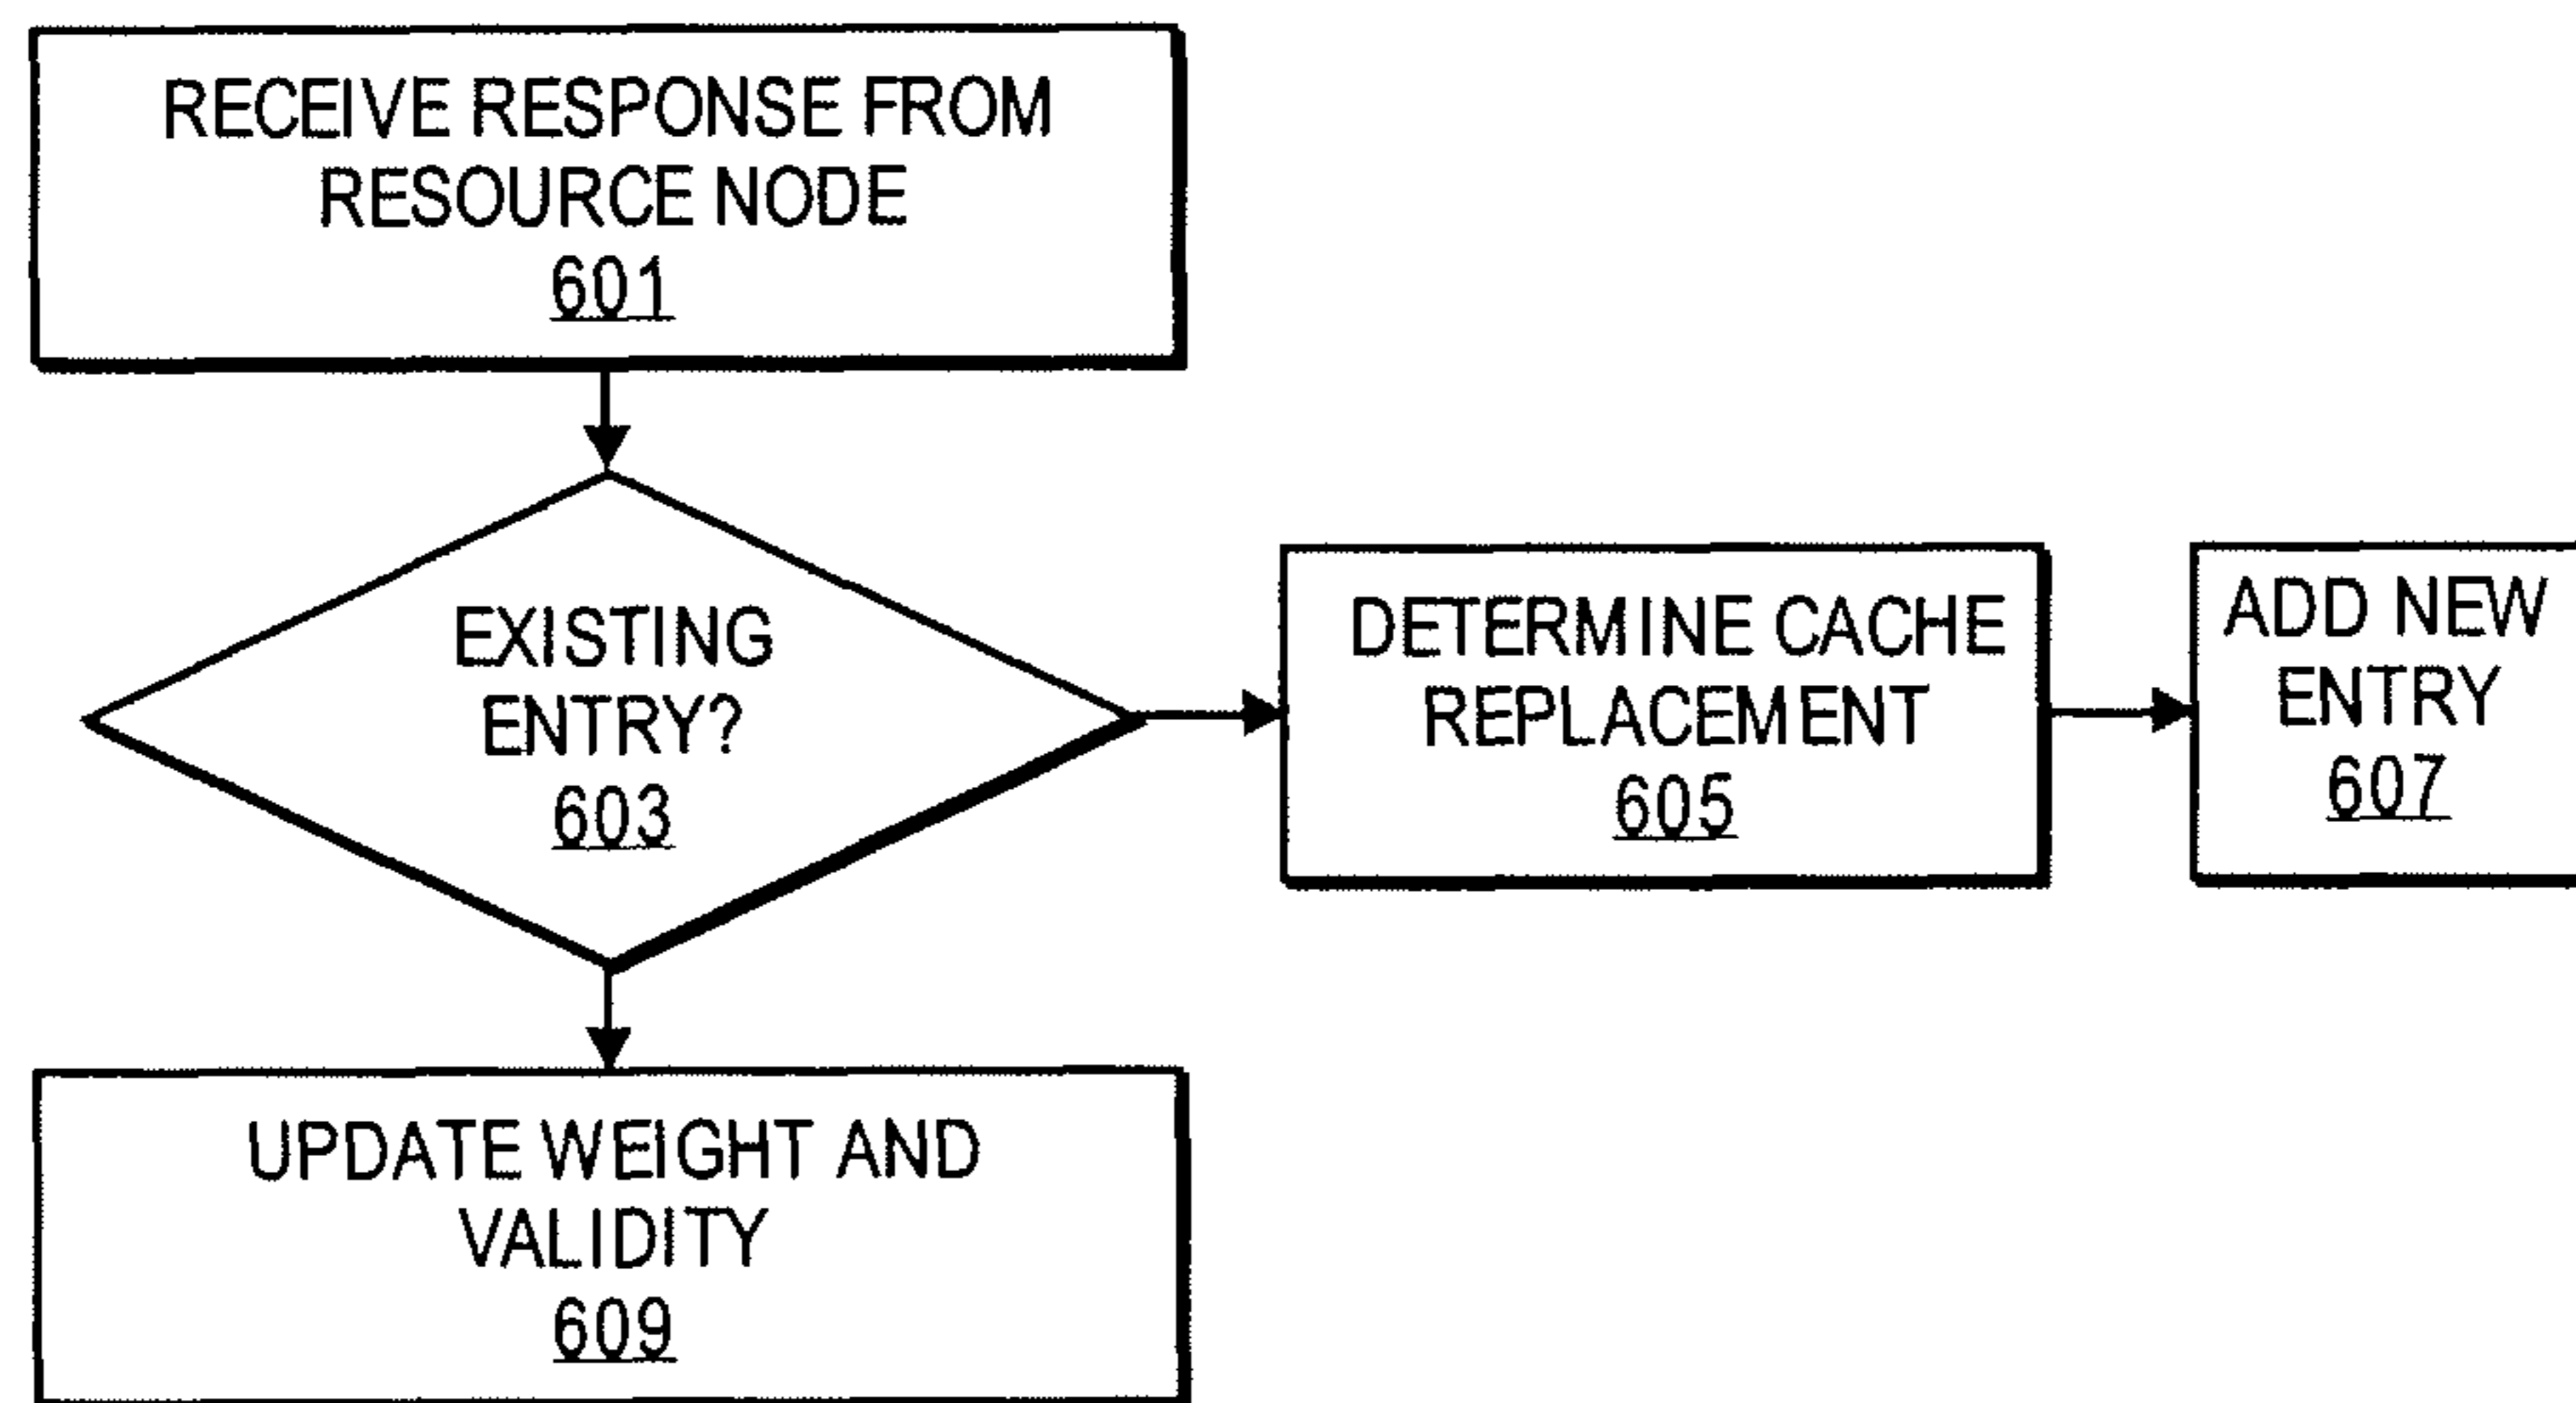 RECEIVE RESPONSE FROM
RESOURCE NODE
601
EXISTING
ENTRY?
603
DETERMINE CACHE
REPLACEMENT
605
ADD NEW
ENTRY
607
UPDATE WEIGHT AND
VALIDITY
609